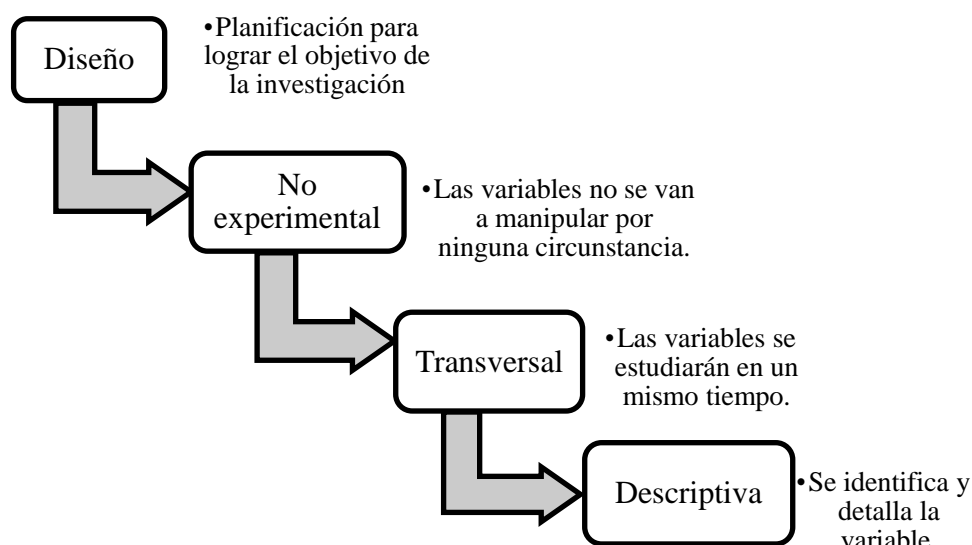 Diseño
•Planificación para
lograr el objetivo de
la investigación
No
experimental
•Las variables no se van
a manipular por
ninguna circunstancia.
Transversal
•Las variables se
estudiarán en un
mismo tiempo.
Descriptiva
•Se identifica y
detalla la
variable